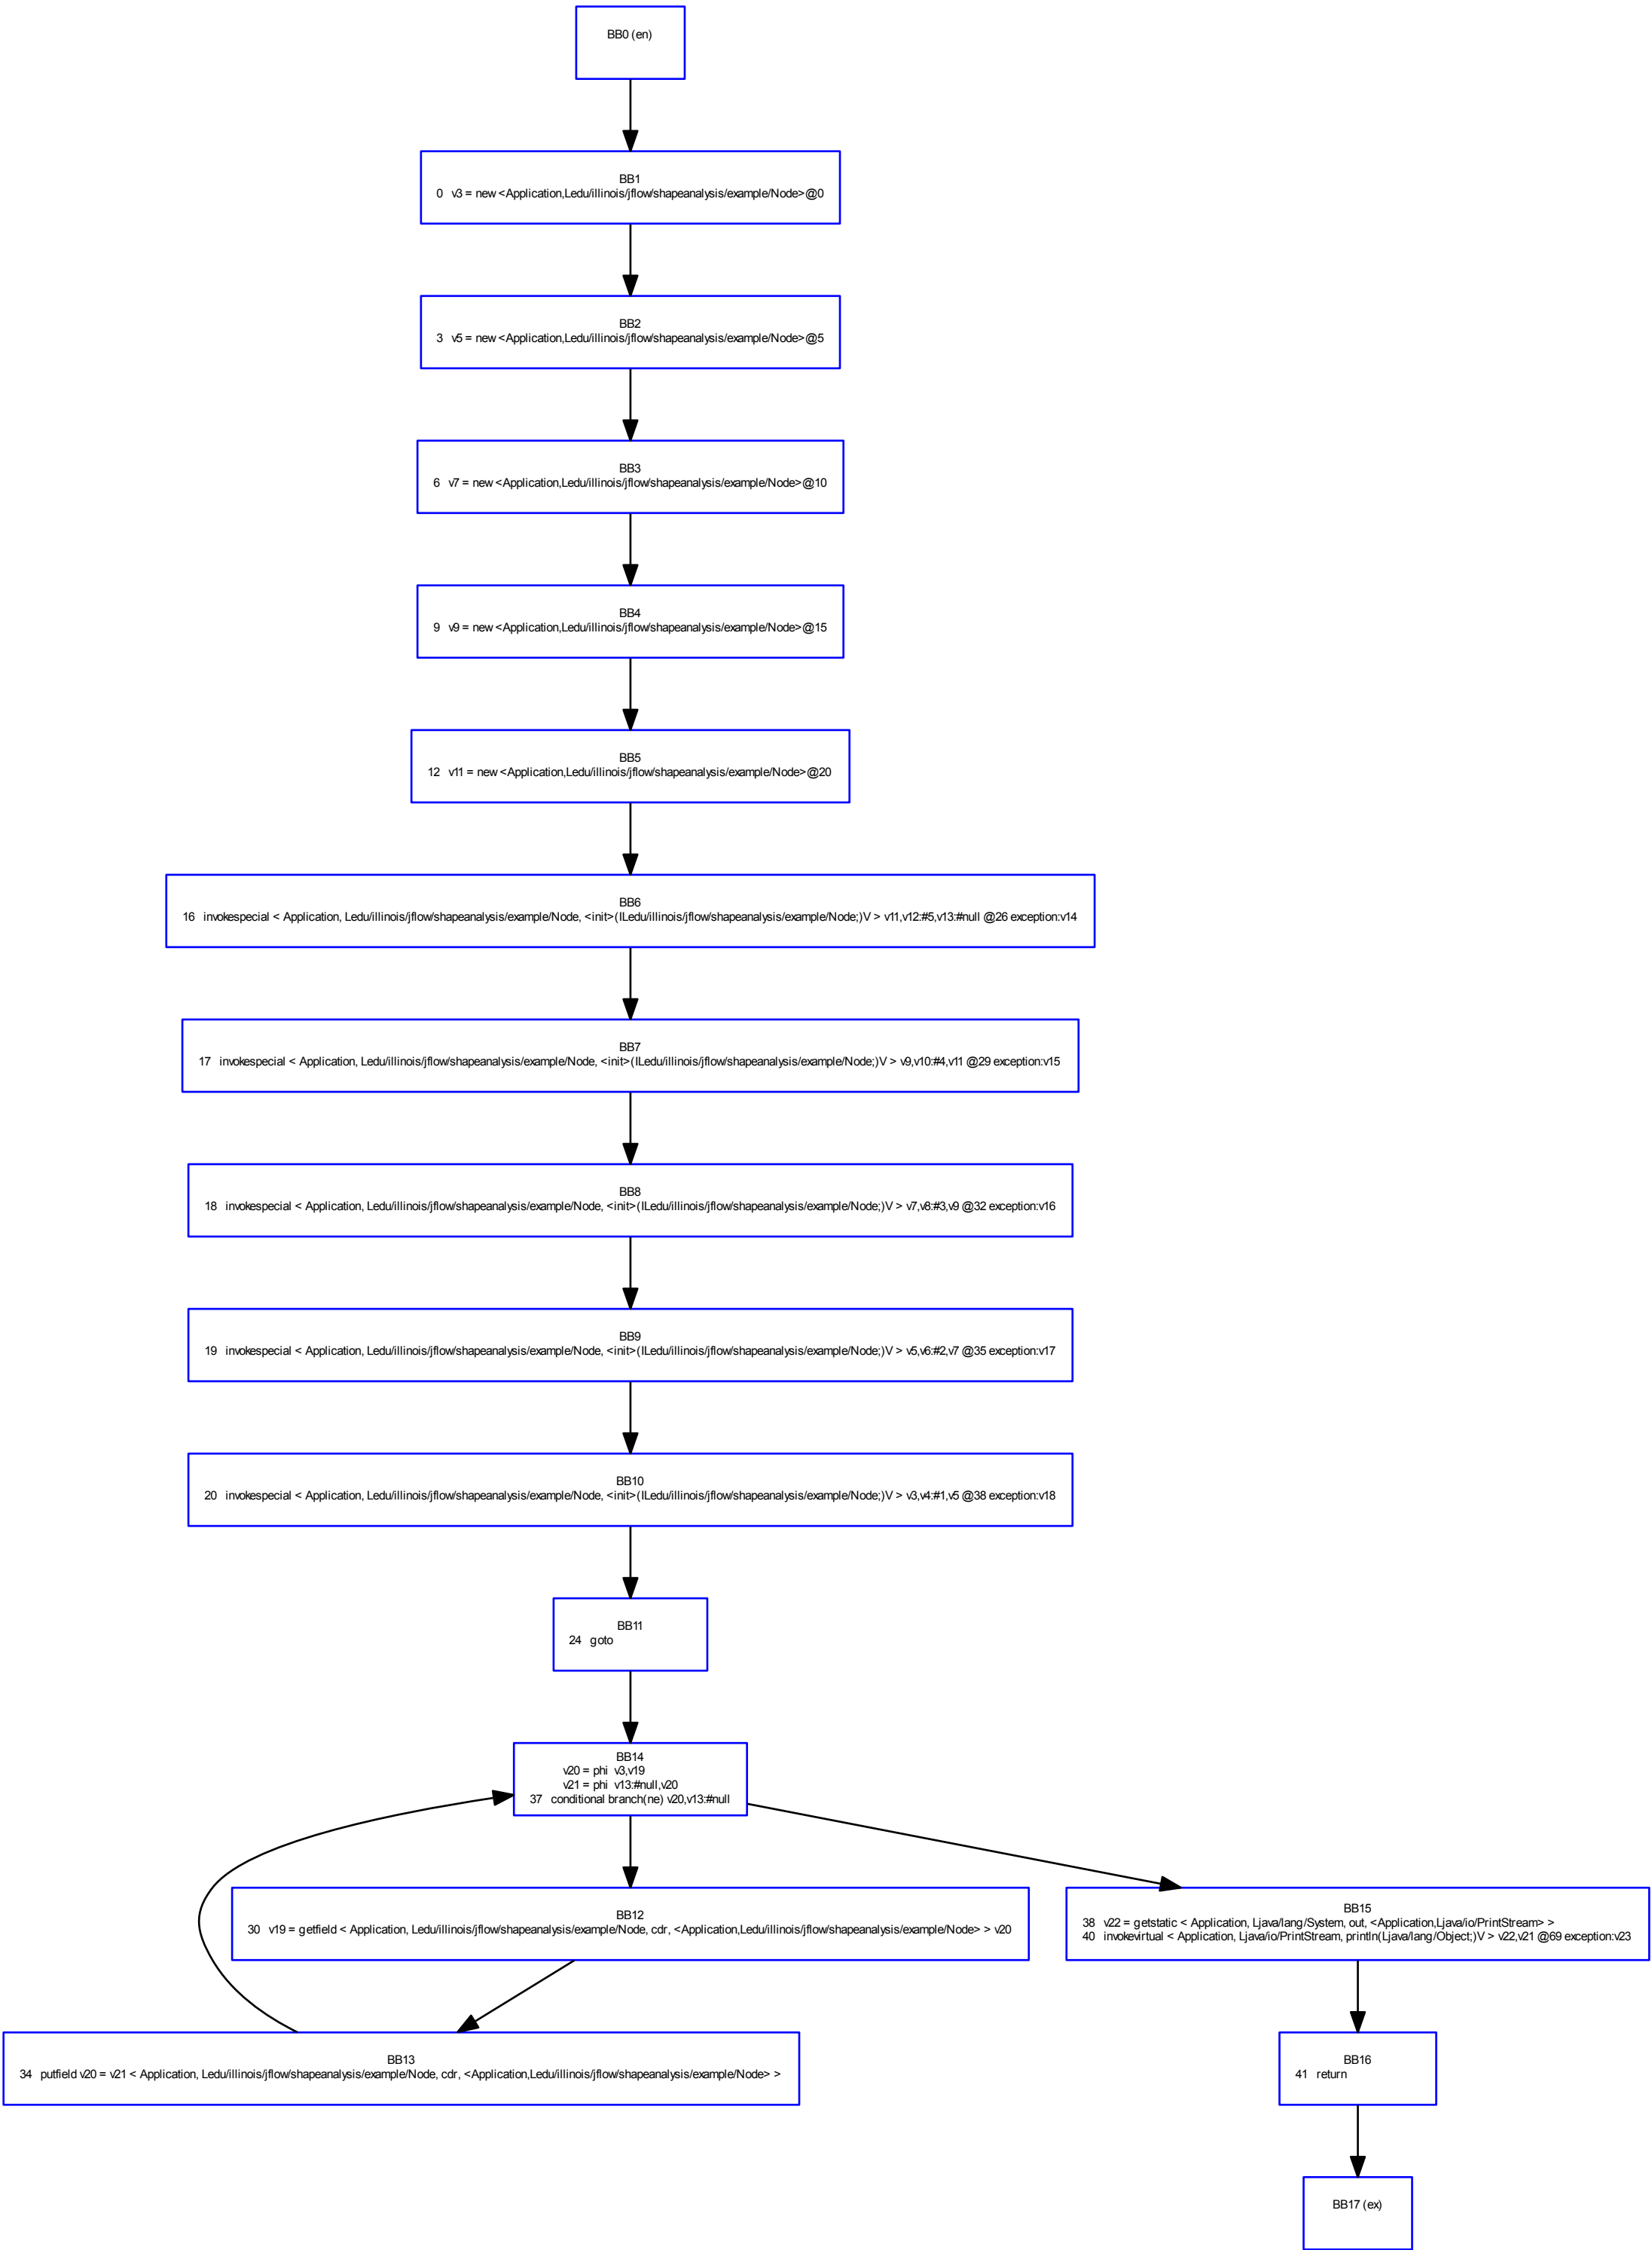 BB0 (en)
BB1
0 v3 = new <Application,Ledu/illinois/jflow/shapeanalysis/example/Node>@0
BB2
3 v5 = new <Application,Ledu/illinois/jflow/shapeanalysis/example/Node>@5
BB3
6 v7 = new <Application,Ledu/illinois/jflow/shapeanalysis/example/Node>@10
BB4
9 v9 = new <Application,Ledu/illinois/jflow/shapeanalysis/example/Node>@15
BB5
12 v11 = new <Application,Ledu/illinois/jflow/shapeanalysis/example/Node>@20
BB6
16 invokespecial < Application, Ledu/illinois/jflow/shapeanalysis/example/Node, <init>(ILedu/illinois/jflow/shapeanalysis/example/Node;)V > v11,v12:#5,v13:#null @26 exception:v14
BB7
17 invokespecial < Application, Ledu/illinois/jflow/shapeanalysis/example/Node, <init>(ILedu/illinois/jflow/shapeanalysis/example/Node;)V > v9,v10:#4,v11 @29 exception:v15
BB8
18 invokespecial < Application, Ledu/illinois/jflow/shapeanalysis/example/Node, <init>(ILedu/illinois/jflow/shapeanalysis/example/Node;)V > v7,v8:#3,v9 @32 exception:v16
BB9
19 invokespecial < Application, Ledu/illinois/jflow/shapeanalysis/example/Node, <init>(ILedu/illinois/jflow/shapeanalysis/example/Node;)V > v5,v6:#2,v7 @35 exception:v17
BB10
20 invokespecial < Application, Ledu/illinois/jflow/shapeanalysis/example/Node, <init>(ILedu/illinois/jflow/shapeanalysis/example/Node;)V > v3,v4:#1,v5 @38 exception:v18
BB11
24 goto
BB14
v20 = phi v3,v19
v21 = phi v13:#null,v20
37 conditional branch(ne) v20,v13:#null
BB12
30 v19 = getfield < Application, Ledu/illinois/jflow/shapeanalysis/example/Node, cdr, <Application,Ledu/illinois/jflow/shapeanalysis/example/Node> > v20
BB15
38 v22 = getstatic < Application, Ljava/lang/System, out, <Application,Ljava/io/PrintStream> >
40 invokevirtual < Application, Ljava/io/PrintStream, println(Ljava/lang/Object;)V > v22,v21 @69 exception:v23
BB13
34 putfield v20 = v21 < Application, Ledu/illinois/jflow/shapeanalysis/example/Node, cdr, <Application,Ledu/illinois/jflow/shapeanalysis/example/Node> >
BB16
41 return
BB17 (ex)